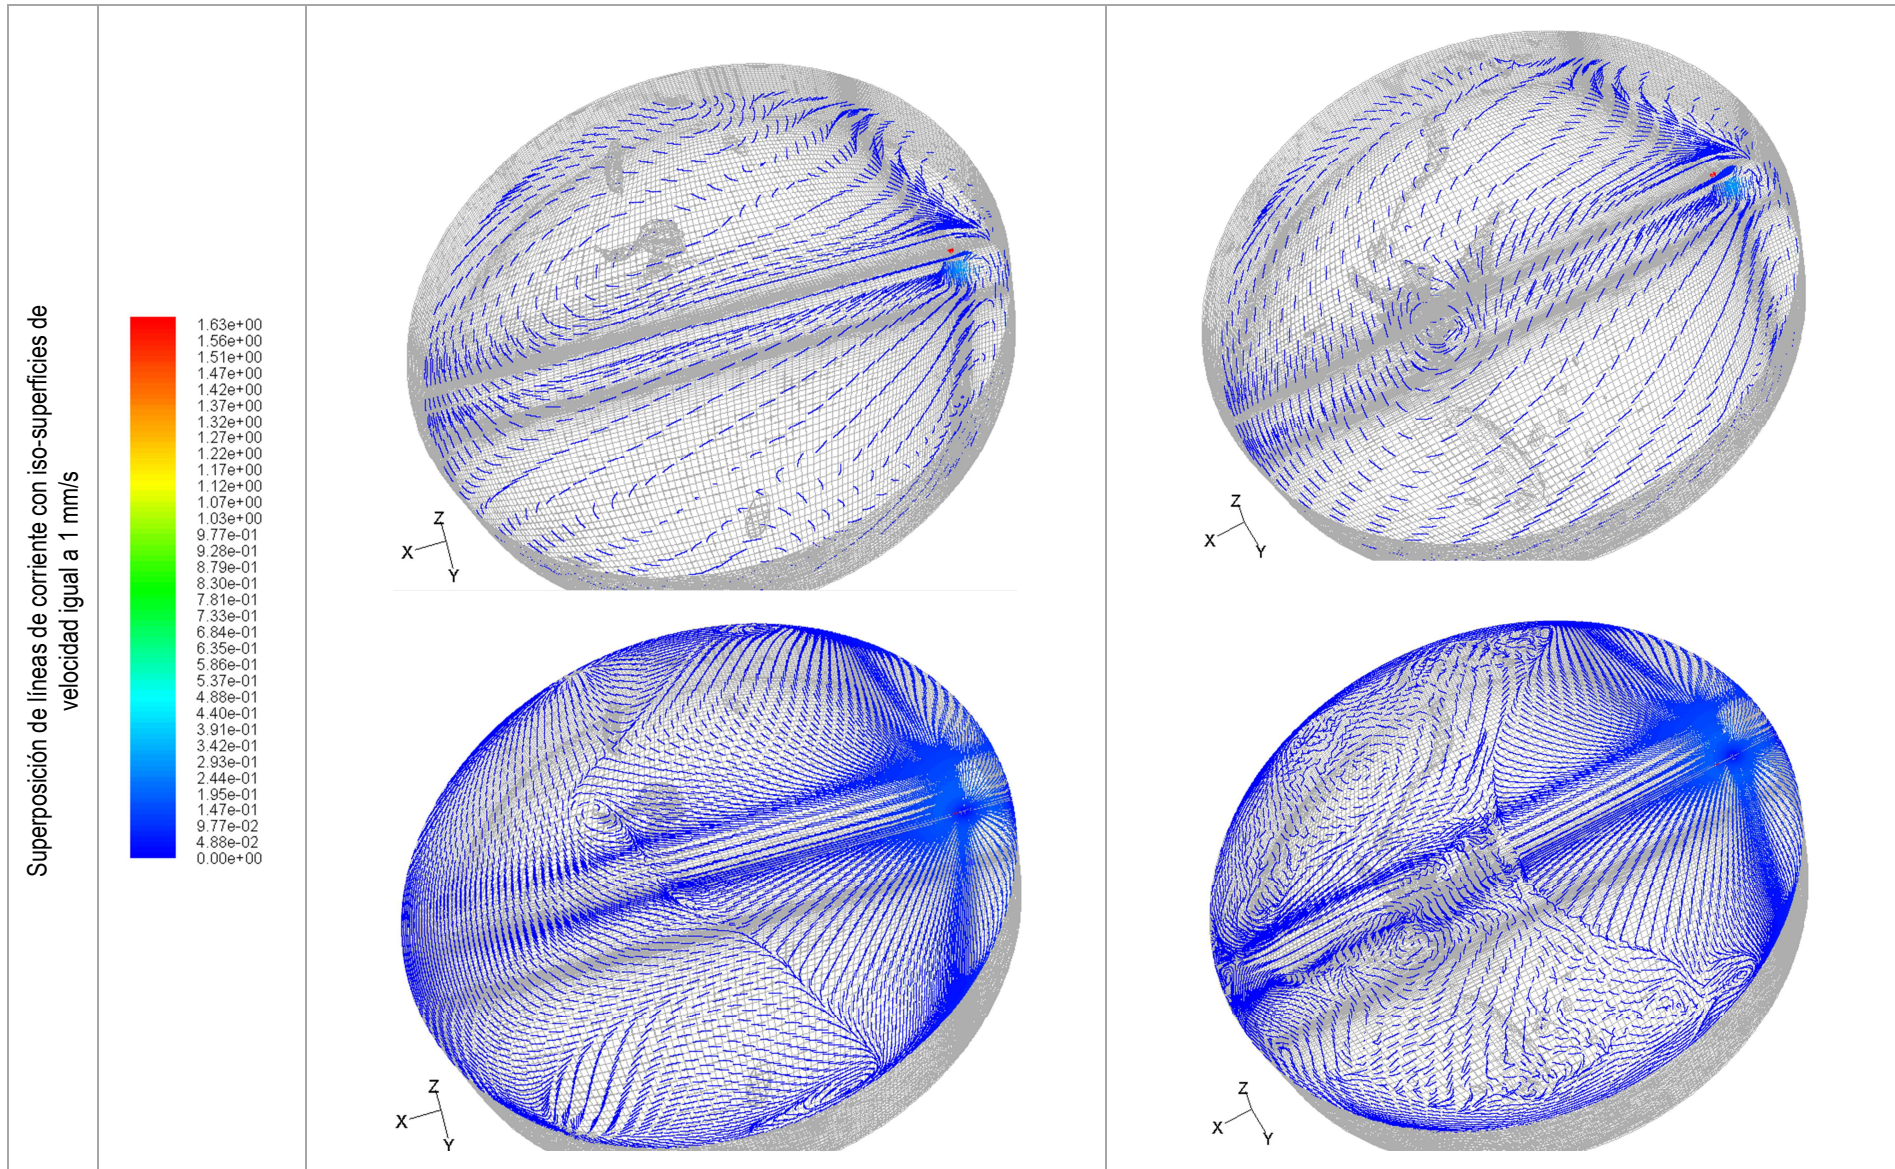 Superposición de líneas de corriente con iso-superficies de
velocidad igual a 1 mm/s
1.63e+00
1.56e+00
1.51e+00
1.47e+00
1.42e+00
1.37e+00
1.32e+00
1.27e+00
1.22e+00
1.17e+00
1.12e+00
1.07e+00
1.03e+00
9.77e-01
9.28e-01
8.79e-01
8.30e-01
7.81e-01
7.33e-01
6.84e-01
6.35e-01
5.86e-01
5.37e-01
4.88e-01
4.40e-01
3.91e-01
3.42e-01
2.93e-01
2.44e-01
1.95e-01
1.47e-01
9.77e-02
4.88e-02
0.00e+00
Z
X
Y
Z
X
Y
Z
X
Y
Z
X
Y